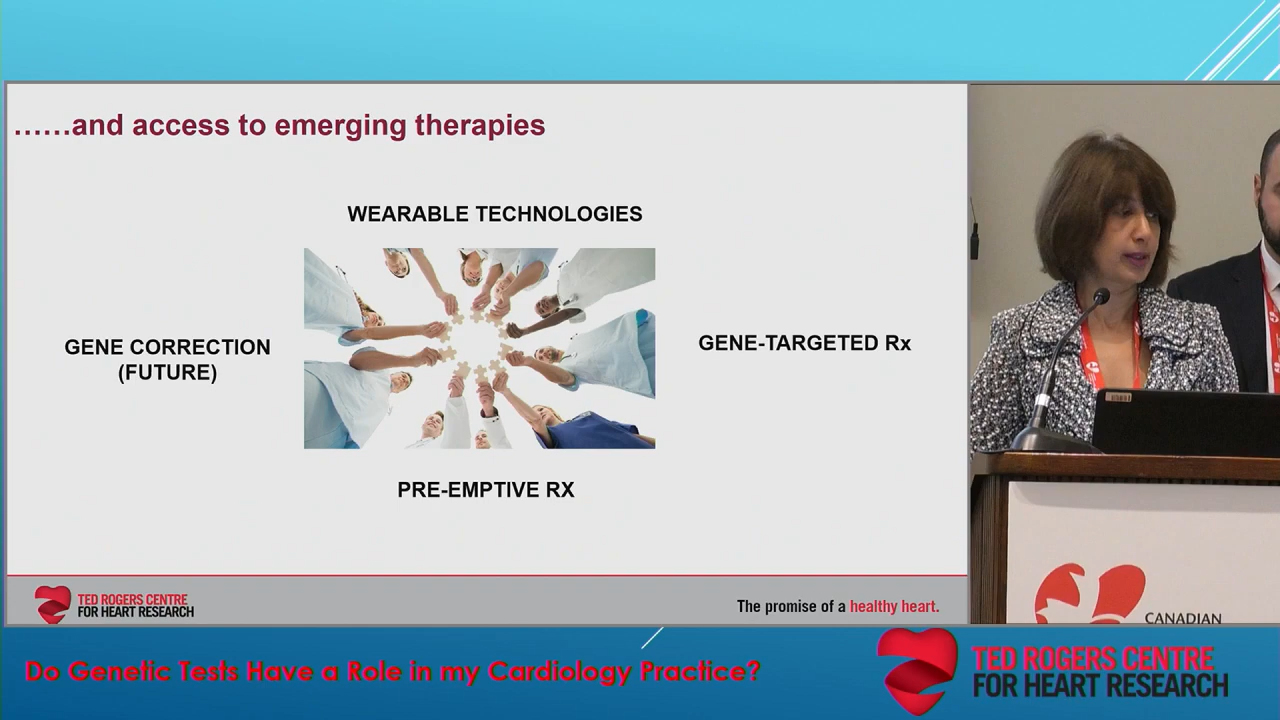 ......and access to emerging therapies
WEARABLE TECHNOLOGIES
GENE CORRECTION
(FUTURE)
GENE-TARGETED Rx
PRE-EMPTIVE RX
TED ROGERS CENTRE
FOR HEART RESEARCH
The promise of a healthy heart.
CANADIAN
Do Genetic Tests Have a Role in my Cardiology Practice?
TED ROGERS CENTRE
FOR HEART RESEARCH